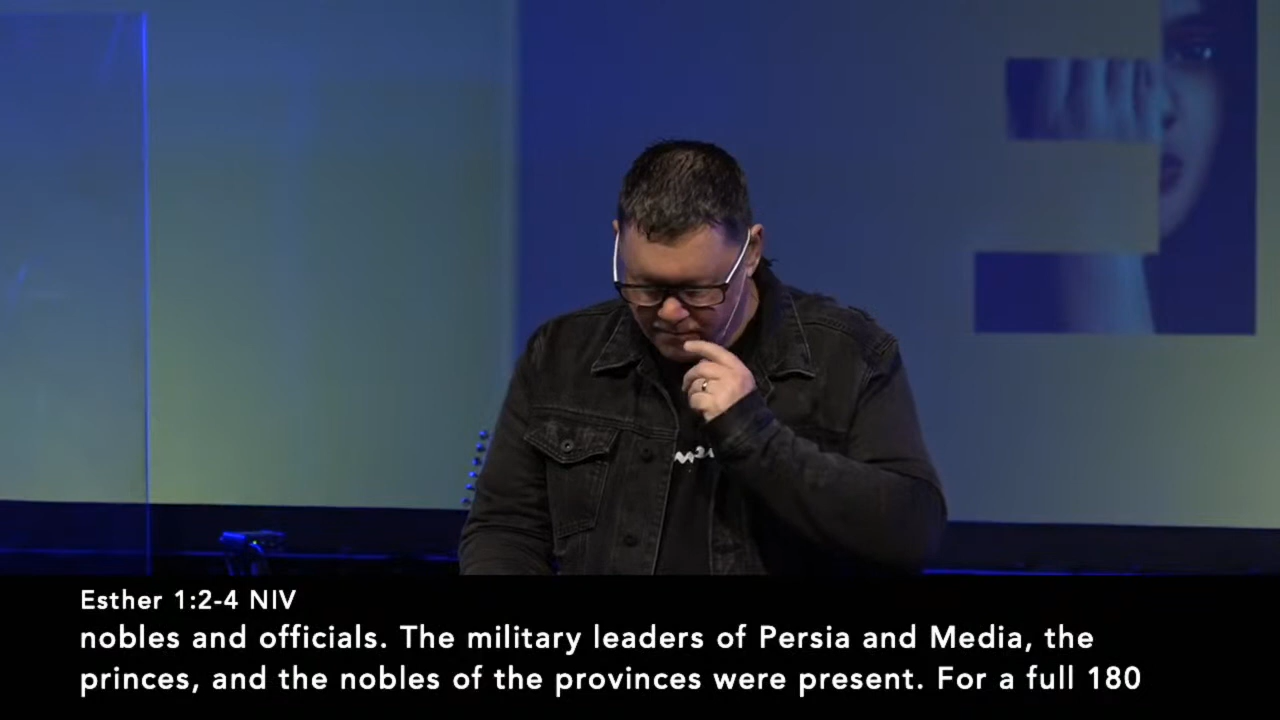 Esther 1:2-4 NIV
nobles and officials. The military leaders of Persia and Media, the
princes, and the nobles of the provinces were present. For a full 180